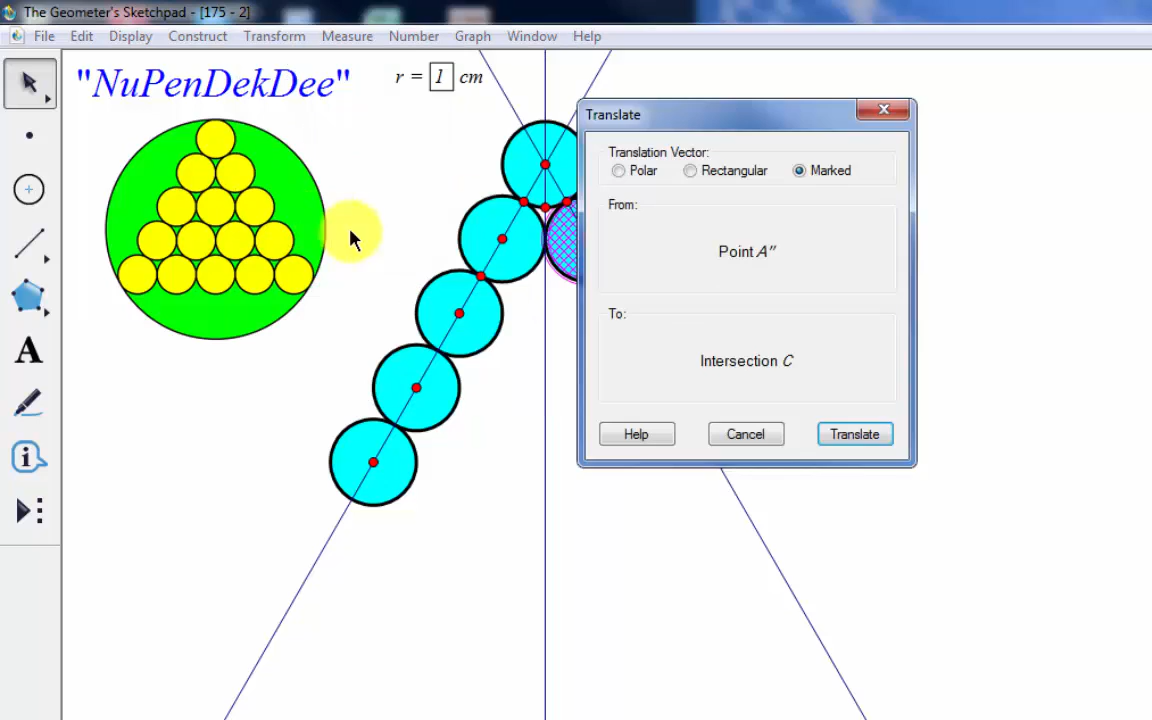 The Geometer's Sketchpad - [175 - 2]
File Edit Display Construct Transform Measure Number Graph Window Help
"NuPenDekDee"
r = 1 cm
Translate
Translation Vector:
Polar Rectangular Marked
From:
Point A″
To:
Intersection C
Help Cancel Translate
A
i